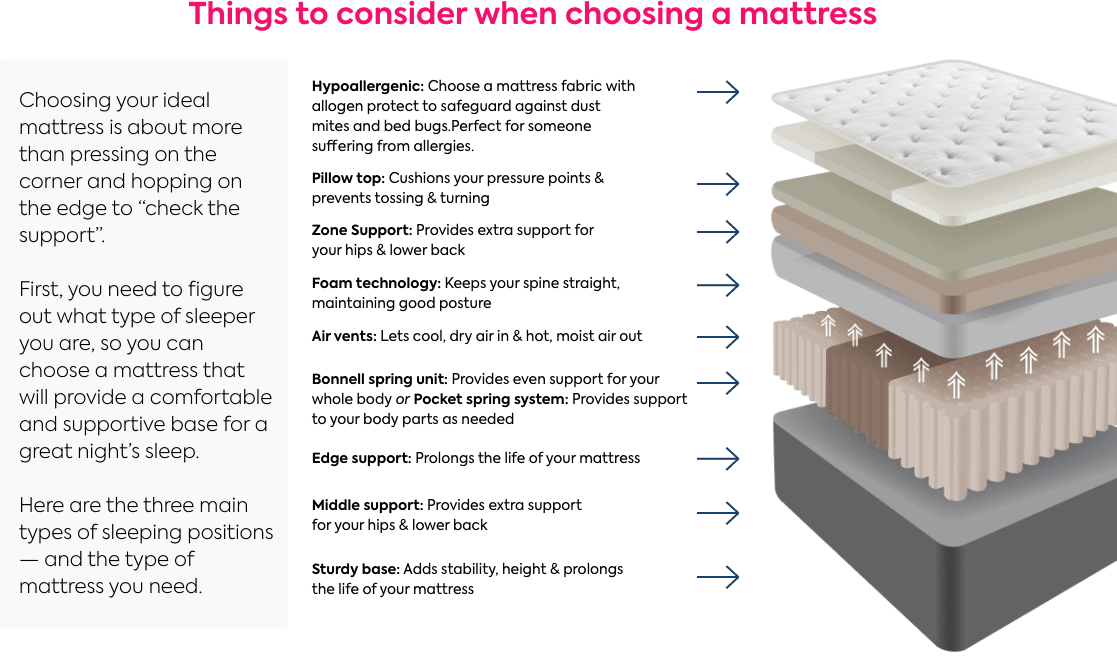 Things to consider when choosing a mattress
Choosing your ideal
mattress is about more
than pressing on the
corner and hopping on
the edge to “check the
support”.
First, you need to figure
out what type of sleeper
you are, so you can
choose a mattress that
will provide a comfortable
and supportive base for a
great night’s sleep.
Here are the three main
types of sleeping positions
— and the type of
mattress you need.
Hypoallergenic: Choose a mattress fabric with
allogen protect to safeguard against dust
mites and bed bugs.Perfect for someone
suffering from allergies.
Pillow top: Cushions your pressure points &
prevents tossing & turning
Zone Support: Provides extra support for
your hips & lower back
Foam technology: Keeps your spine straight,
maintaining good posture
Air vents: Lets cool, dry air in & hot, moist air out
Bonnell spring unit: Provides even support for your
whole body or Pocket spring system: Provides support
to your body parts as needed
Edge support: Prolongs the life of your mattress
Middle support: Provides extra support
for your hips & lower back
Sturdy base: Adds stability, height & prolongs
the life of your mattress